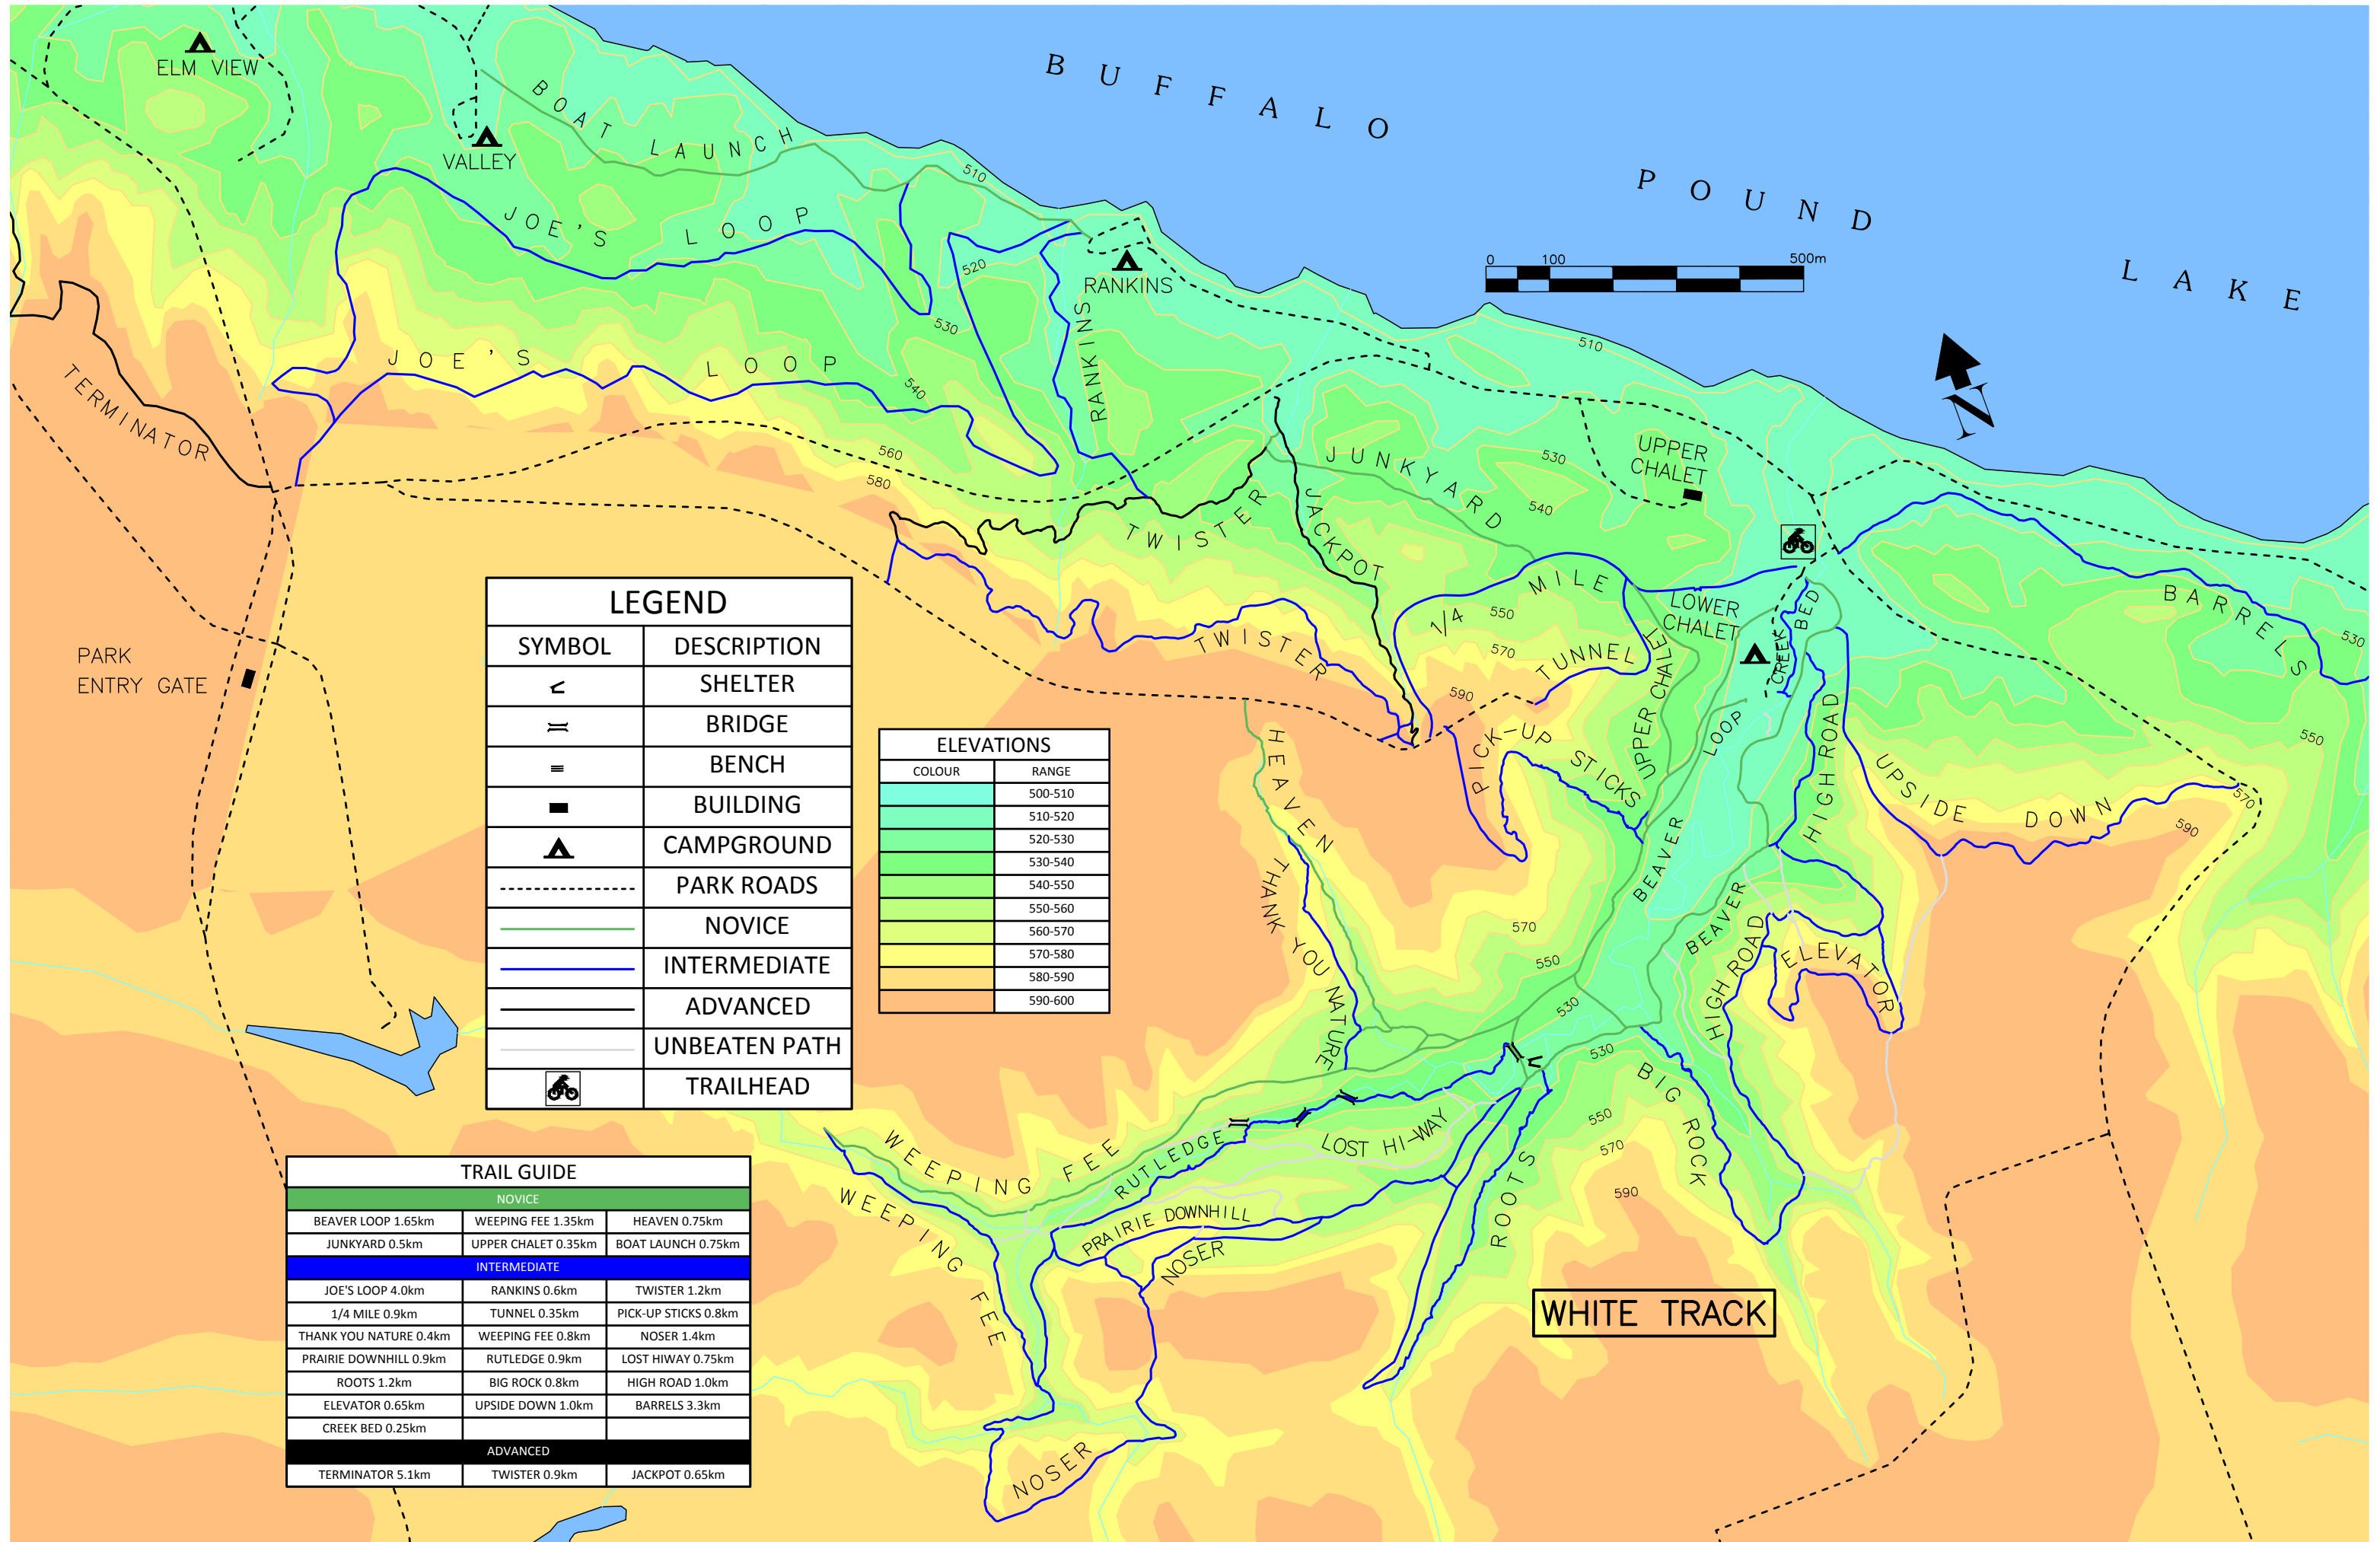 BUFFALO
POUND
LAKE
ELM VIEW
VALLEY
BOAT LAUNCH
JOE'S LOOP
510
520
RANKINS
RANKINS
530
JOE'S LOOP
540
TERMINATOR
0 100 500m
510
N
560
580
JUNKYARD
530
540
UPPER
CHALET
TWISTER
JACKPOT
1/4 MILE
550
570
590
TUNNEL
TWISTER
LOWER
CHALET
CREEK BED
BARRELS
530
550
PARK
ENTRY GATE
UPPER CHALET
LOOP
HIGH ROAD
PICK-UP STICKS
UPSIDE DOWN
570
590
HEAVEN
THANK YOU NATURE
BEAVER
BEAVER
HIGH ROAD
ELEVATOR
570
550
530
530
550
570
590
BIG ROCK
WEEPING FEE
WEEPING FEE
RUTLEDGE
LOST HI-WAY
PRAIRIE DOWNHILL
NOSER
ROOTS
NOSER
WHITE TRACK
LEGEND
SYMBOL DESCRIPTION
SHELTER
BRIDGE
BENCH
BUILDING
CAMPGROUND
PARK ROADS
NOVICE
INTERMEDIATE
ADVANCED
UNBEATEN PATH
TRAILHEAD
ELEVATIONS
COLOUR RANGE
500-510
510-520
520-530
530-540
540-550
550-560
560-570
570-580
580-590
590-600
TRAIL GUIDE
NOVICE
BEAVER LOOP 1.65km WEEPING FEE 1.35km HEAVEN 0.75km
JUNKYARD 0.5km UPPER CHALET 0.35km BOAT LAUNCH 0.75km
INTERMEDIATE
JOE'S LOOP 4.0km RANKINS 0.6km TWISTER 1.2km
1/4 MILE 0.9km TUNNEL 0.35km PICK-UP STICKS 0.8km
THANK YOU NATURE 0.4km WEEPING FEE 0.8km NOSER 1.4km
PRAIRIE DOWNHILL 0.9km RUTLEDGE 0.9km LOST HIWAY 0.75km
ROOTS 1.2km BIG ROCK 0.8km HIGH ROAD 1.0km
ELEVATOR 0.65km UPSIDE DOWN 1.0km BARRELS 3.3km
CREEK BED 0.25km
ADVANCED
TERMINATOR 5.1km TWISTER 0.9km JACKPOT 0.65km